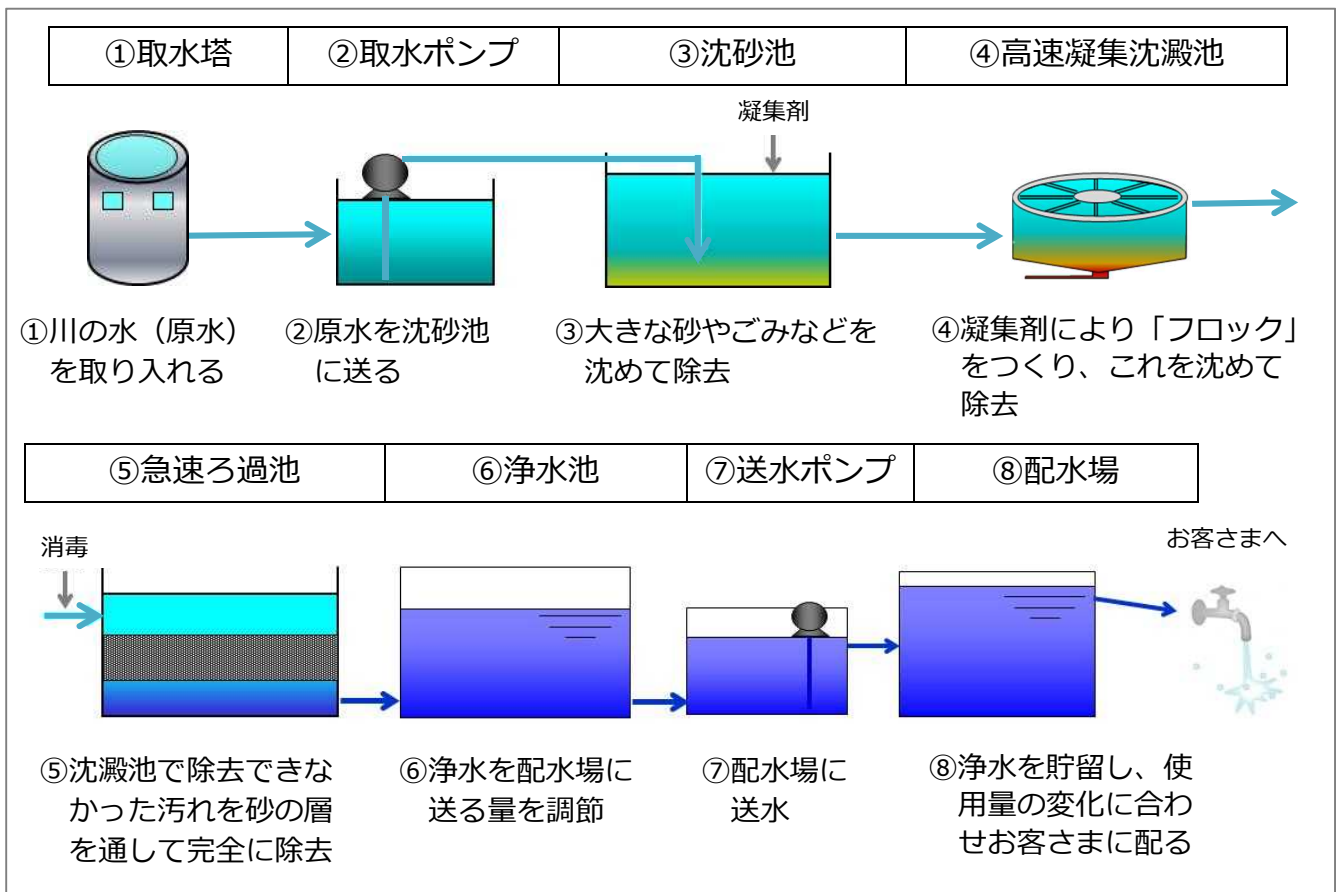 ①取水塔
②取水ポンプ
③沈砂池
④高速凝集沈澱池
凝集剤
①川の水（原水）
を取り入れる
②原水を沈砂池
に送る
③大きな砂やごみなどを
沈めて除去
④凝集剤により「フロック」
をつくり、これを沈めて
除去
⑤急速ろ過池
⑥浄水池
⑦送水ポンプ
⑧配水場
消毒
お客さまへ
⑤沈澱池で除去できな
かった汚れを砂の層
を通して完全に除去
⑥浄水を配水場に
送る量を調節
⑦配水場に
送水
⑧浄水を貯留し、使
用量の変化に合わ
せお客さまに配る